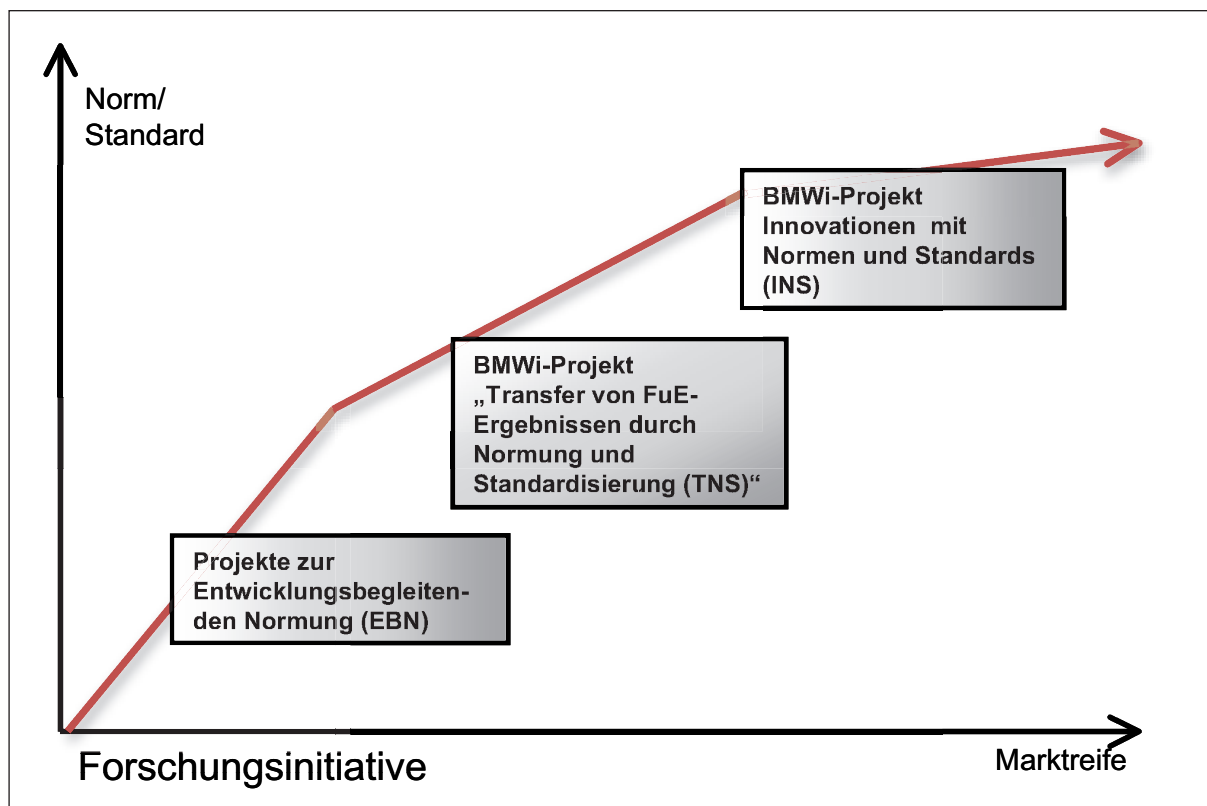 Norm/
Standard
BMWi-Projekt
Innovationen mit
Normen und Standards
(INS)
BMWi-Projekt
„Transfer von FuE-
Ergebnissen durch
Normung und
Standardisierung (TNS)“
Projekte zur
Entwicklungsbegleiten-
den Normung (EBN)
Forschungsinitiative
Marktreife